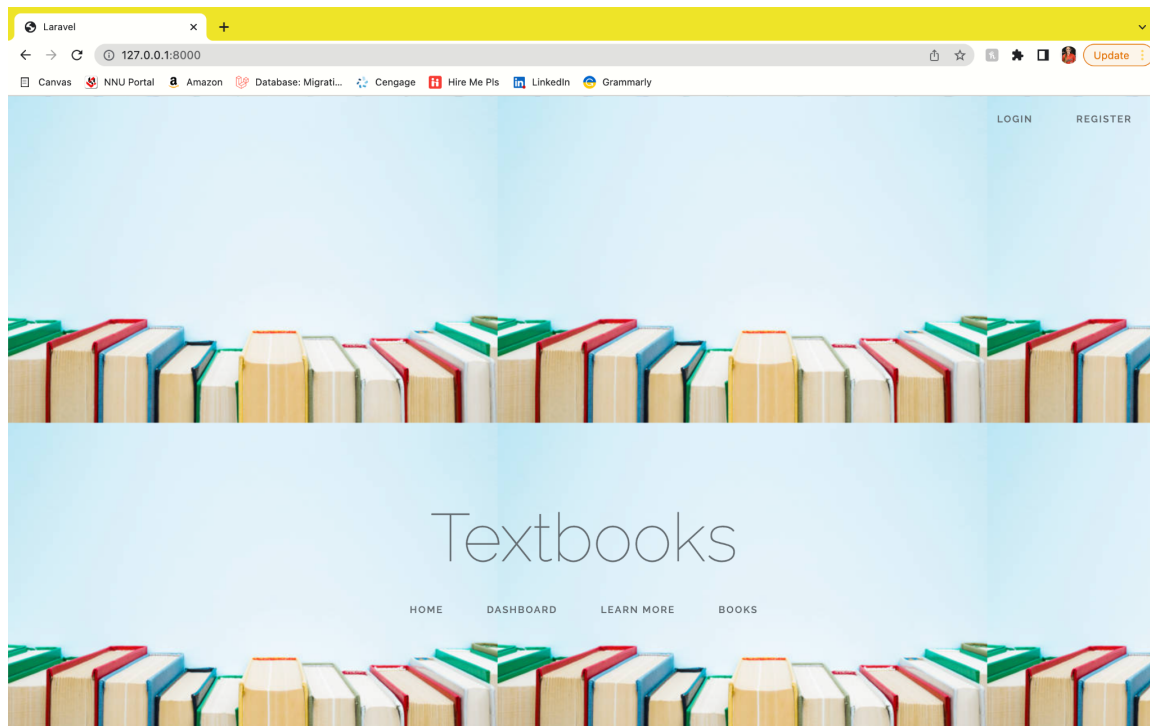 Laravel
127.0.0.1:8000
Update
Canvas NNU Portal Amazon Database: Migrati... Cengage Hire Me Pls LinkedIn Grammarly
LOGIN REGISTER
Textbooks
HOME DASHBOARD LEARN MORE BOOKS